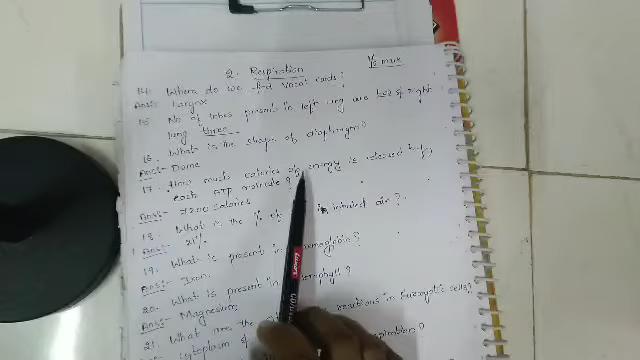 2. Respiration
1/2 mark
14. Where do we find vocal cards?
Ans:- Larynx
15. No of lobes present in left lung are two & right
lung three
16. What is the shape of diaphragm?
Ans:- Dome
17. How much calories of energy is released by
each ATP molecule?
Ans:- 7200 calories
18. What is the % of in inhaled air?
Ans:- 21%
19. What is present in
Ans:- Iron
20. What is present in
Ans:- Magnesium
21. What are the reactions in Eukaryotic cells?
Cytoplasm &